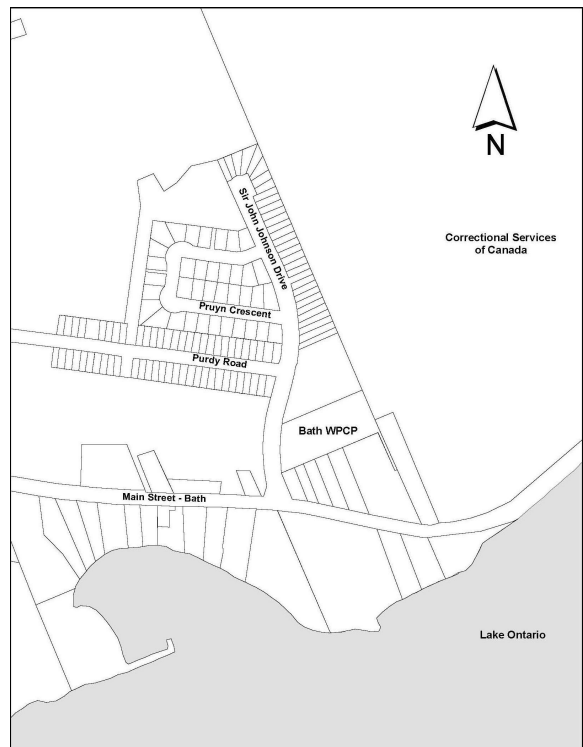 N
Correctional Services
of Canada
Sir John Johnson Drive
Pruyn Crescent
Purdy Road
Bath WPCP
Main Street - Bath
Lake Ontario